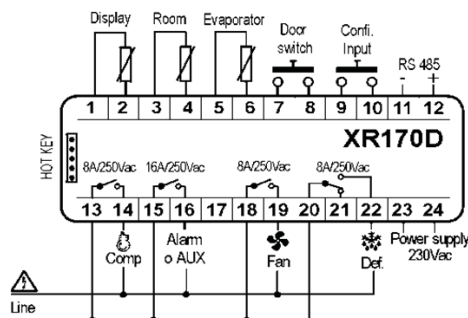 Display Room Evaporator Door switch Confi. Input RS 485
- +
1 2 3 4 5 6 7 8 9 10 11 12
HOT KEY
XR170D
8A/250Vac 16A/250Vac 8A/250Vac 8A/250Vac
13 14 15 16 17 18 19 20 21 22 23 24
Comp Alarm o AUX Fan Def. Power supply 230Vac
Line